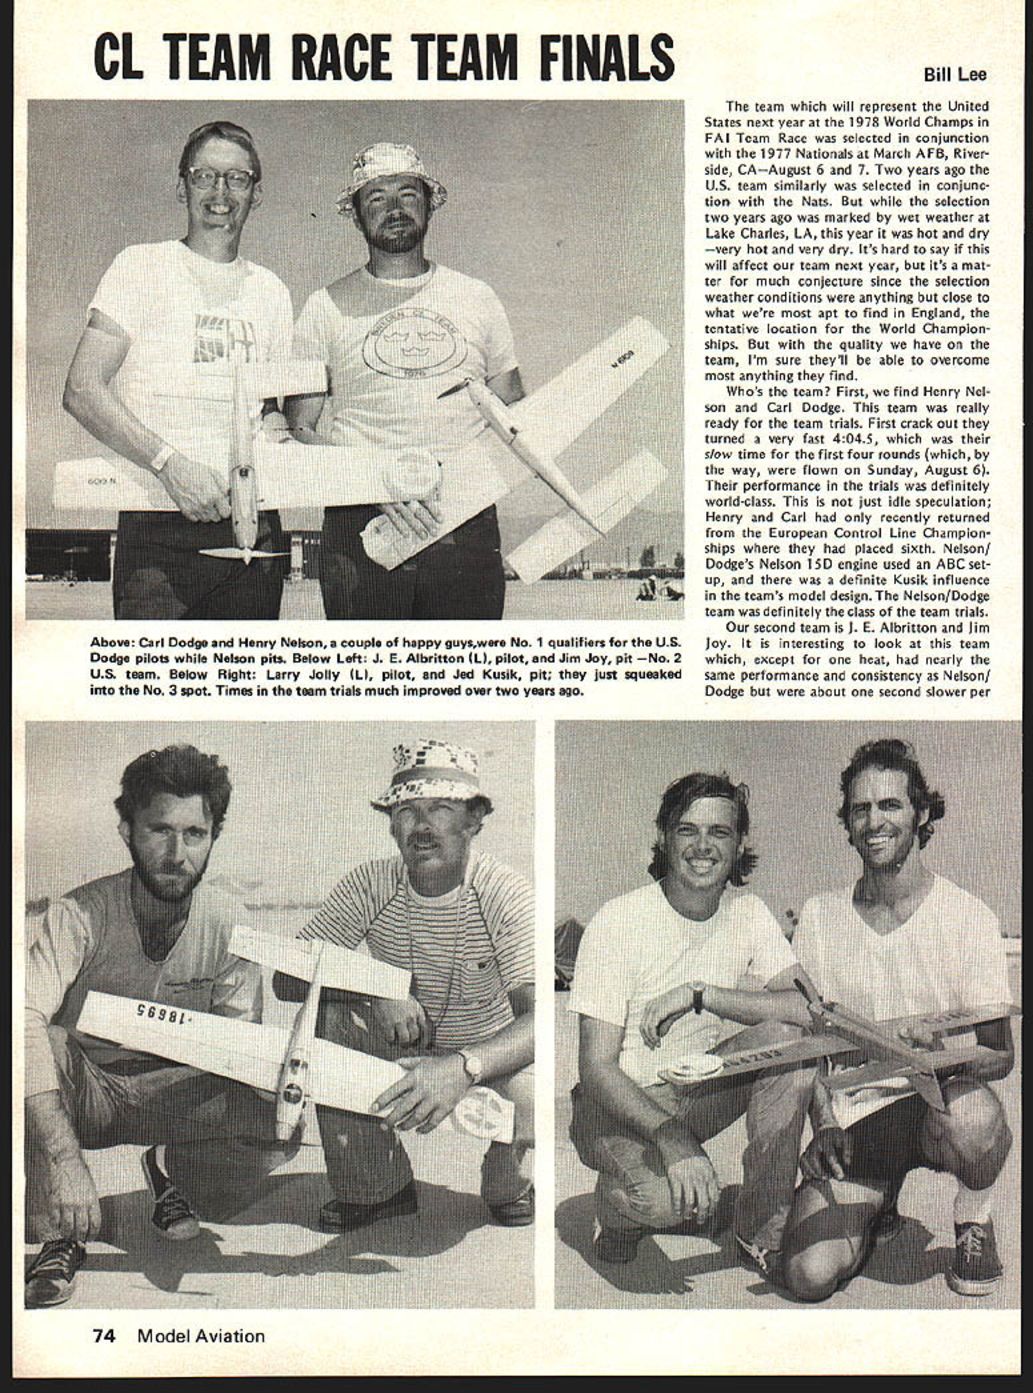 CL TEAM RACE TEAM FINALS
Bill Lee
The team which will represent the United
States next year at the 1978 World Champs in
FAI Team Race was selected in conjunction
with the 1977 Nationals at March AFB, River-
side, CA—August 6 and 7. Two years ago the
U.S. team similarly was selected in conjunc-
tion with the Nats. But while the selection
two years ago was marked by wet weather at
Lake Charles, LA, this year it was hot and dry
—very hot and very dry. It's hard to say if this
will affect our team next year, but it's a mat-
ter for much conjecture since the selection
weather conditions were anything but close to
what we're most apt to find in England, the
tentative location for the World Champion-
ships. But with the quality we have on the
team, I'm sure they'll be able to overcome
most anything they find.
Who's the team? First, we find Henry Nel-
son and Carl Dodge. This team was really
ready for the team trials. First crack out they
turned a very fast 4:04.5, which was their
slow time for the first four rounds (which, by
the way, were flown on Sunday, August 6).
Their performance in the trials was definitely
world-class. This is not just idle speculation;
Henry and Carl had only recently returned
from the European Control Line Champion-
ships where they had placed sixth. Nelson/
Dodge's Nelson 15D engine used an ABC set-
up, and there was a definite Kusik influence
in the team's model design. The Nelson/Dodge
team was definitely the class of the team trials.
Our second team is J. E. Albritton and Jim
Joy. It is interesting to look at this team
which, except for one heat, had nearly the
same performance and consistency as Nelson/
Dodge but were about one second slower per
TEAM
1976
Above: Carl Dodge and Henry Nelson, a couple of happy guys,were No. 1 qualifiers for the U.S.
Dodge pilots while Nelson pits. Below Left: J. E. Albritton (L), pilot, and Jim Joy, pit —No. 2
U.S. team. Below Right: Larry Jolly (L), pilot, and Jed Kusik, pit; they just squeaked
into the No. 3 spot. Times in the team trials much improved over two years ago.
18695
74 Model Aviation